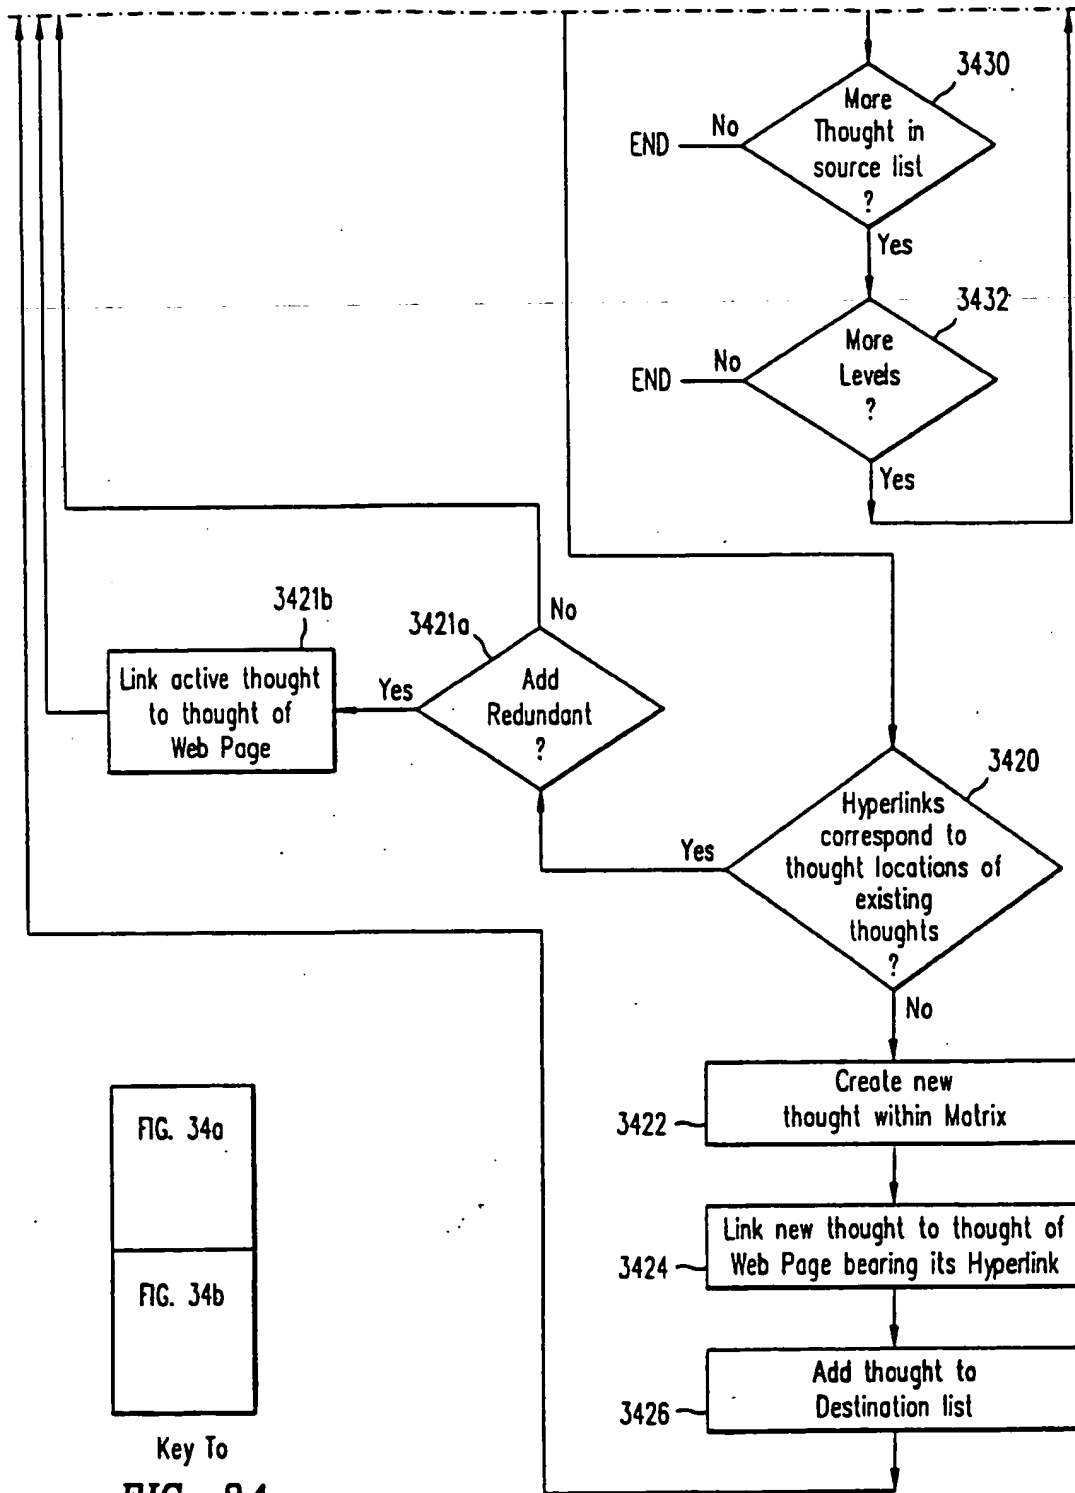 3430
More
Thought in
source list
?
No
END
Yes
3432
More
Levels
?
No
END
Yes
3421b
Link active thought
to thought of
Web Page
Yes
3421a
Add
Redundant
?
No
3420
Hyperlinks
correspond to
thought locations of
existing
thoughts
?
Yes
No
3422
Create new
thought within Matrix
3424
Link new thought to thought of
Web Page bearing its Hyperlink
3426
Add thought to
Destination list
FIG. 34a
FIG. 34b
Key To
FIG. 34